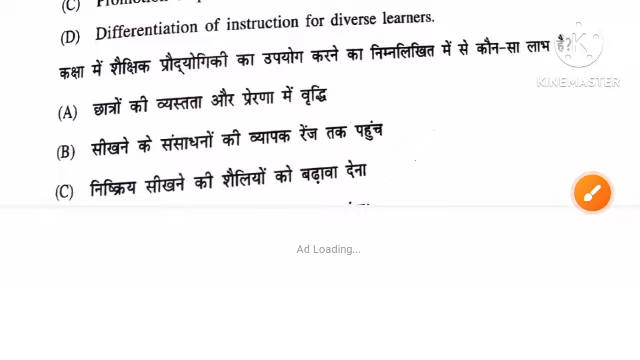 (C)
(D) Differentiation of instruction for diverse learners.
कक्षा में शैक्षिक प्रौद्योगिकी का उपयोग करने का निम्नलिखित में से कौन-सा लाभ है?
KINEMASTER
(A) छात्रों की व्यस्तता और प्रेरणा में वृद्धि
(B) सीखने के संसाधनों की व्यापक रेंज तक पहुंच
(C) निष्क्रिय सीखने की शैलियों को बढ़ावा देना
Ad Loading...